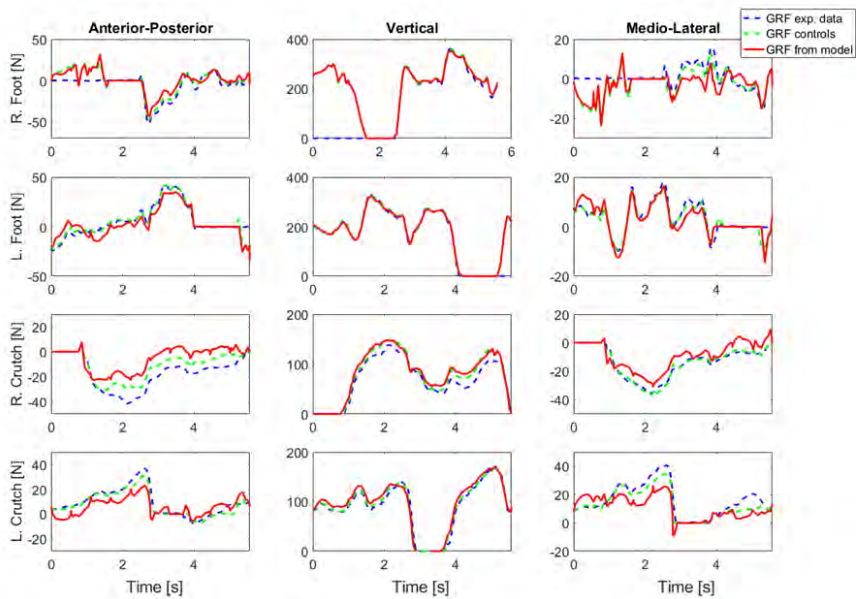 Anterior-Posterior Vertical Medio-Lateral
GRF exp. data
GRF controls
GRF from model
R. Foot [N]
50 0 -50
0 2 4
400 200 0
0 2 4 6
20 0 -20
0 2 4
L. Foot [N]
50 0 -50
0 2 4
400 200 0
0 2 4
20 0 -20
0 2 4
R. Crutch [N]
20 0 -20 -40
0 2 4
200 100 0
0 2 4
20 0 -20 -40
0 2 4
L. Crutch [N]
40 20 0 -20
0 2 4
200 100 0
0 2 4
40 20 0 -20
0 2 4
Time [s] Time [s] Time [s]